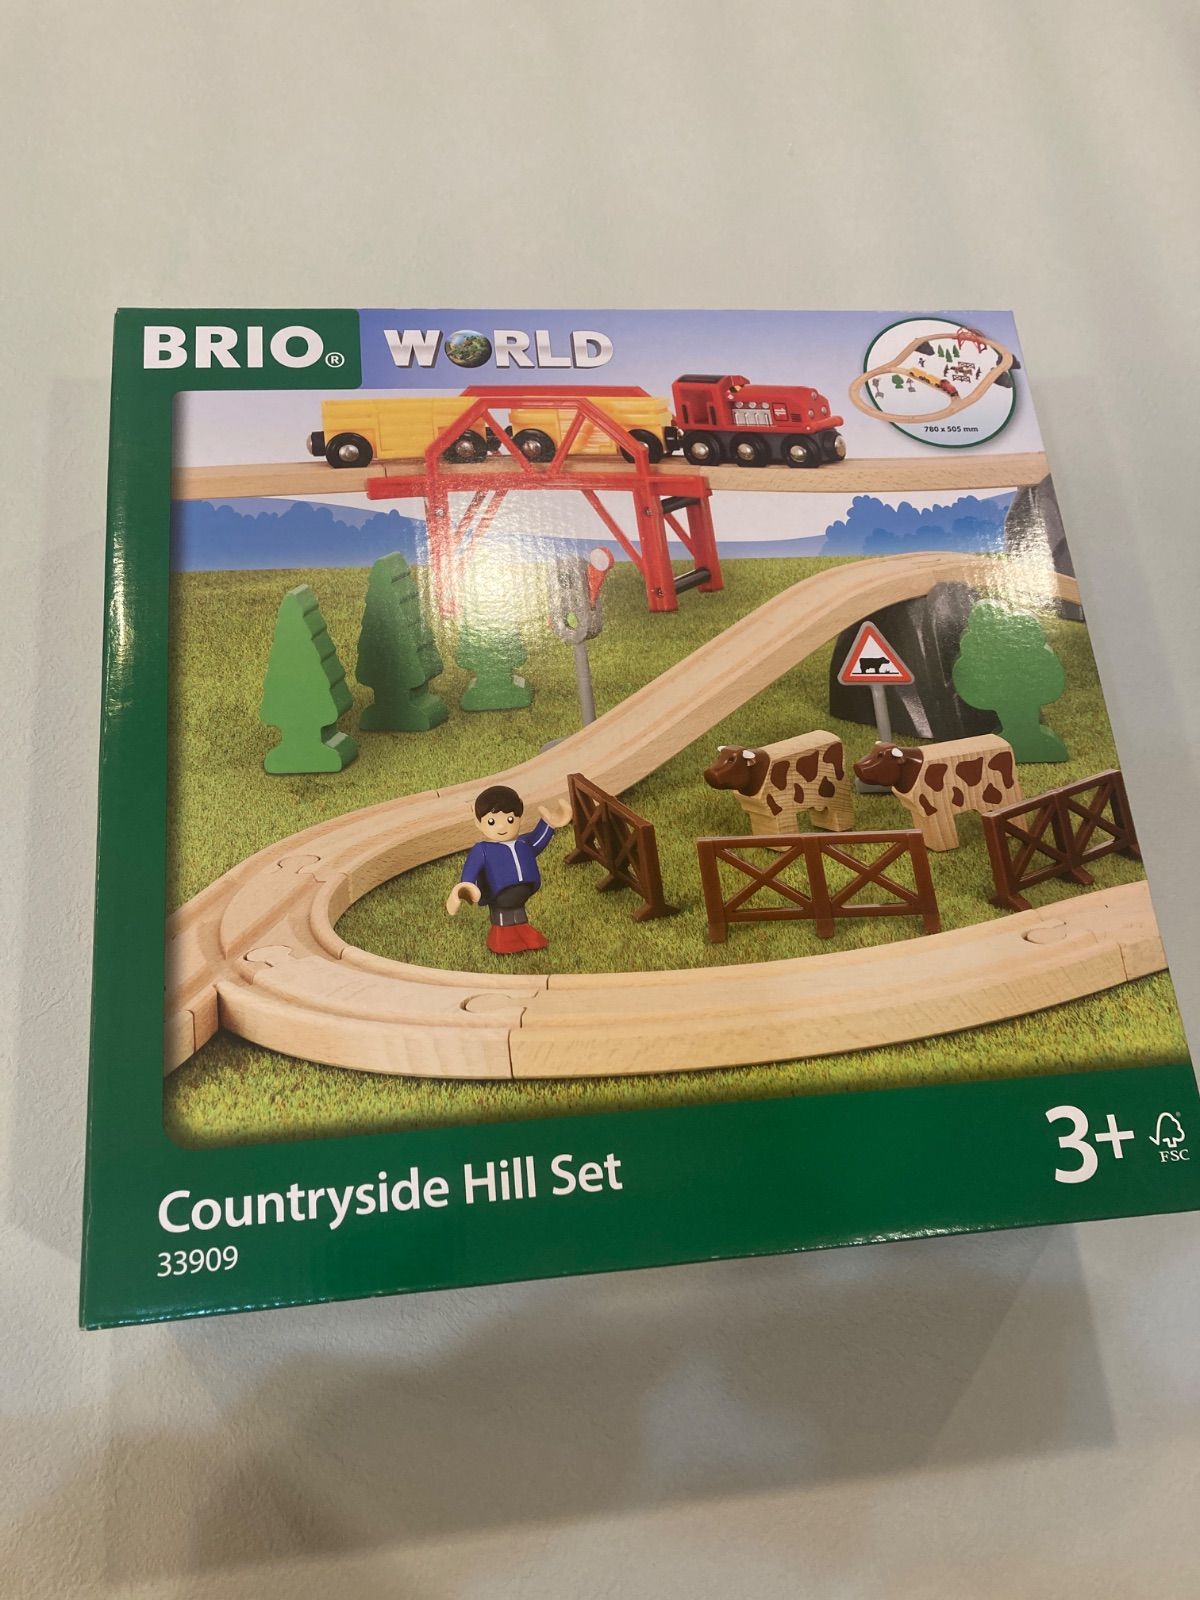 BRIO®
WORLD
780 x 505 mm
Countryside Hill Set
33909
3+
FSC